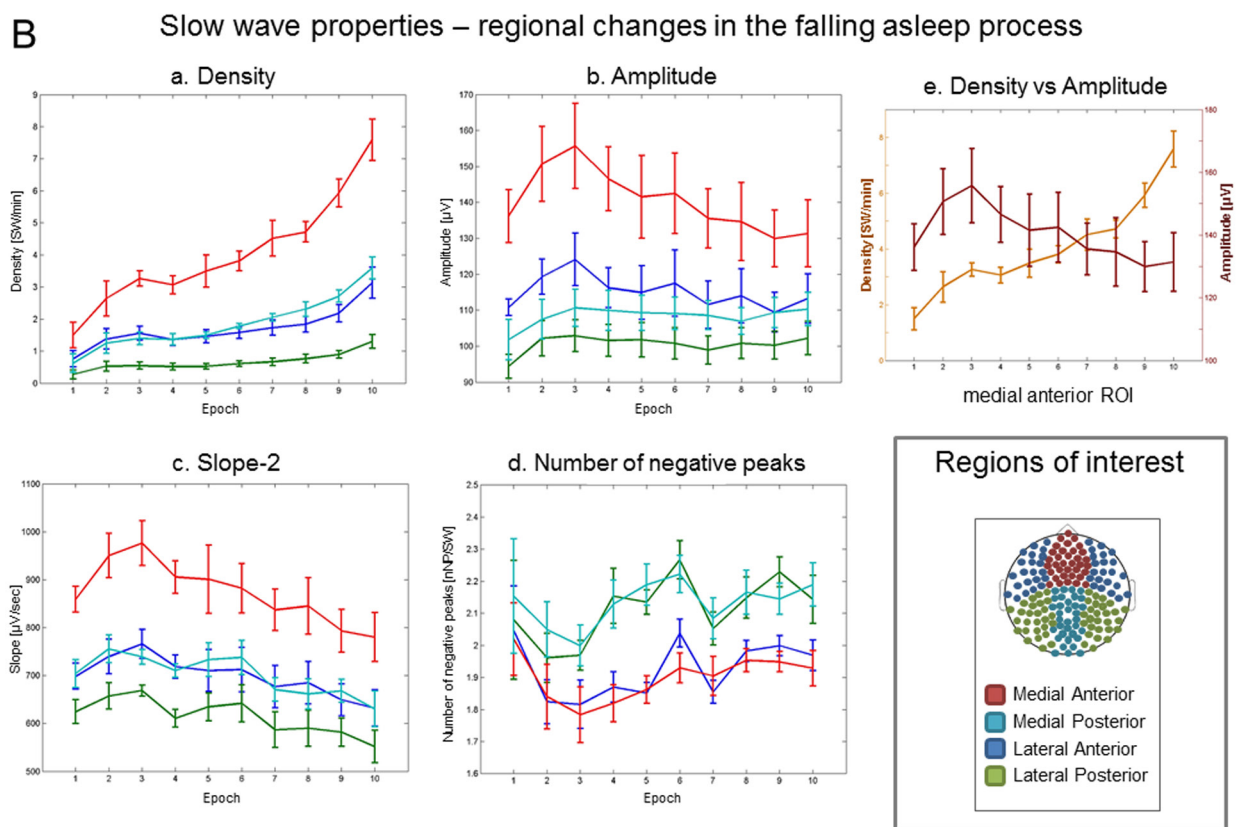 B
Slow wave properties – regional changes in the falling asleep process
a. Density
9
8
7
6
5
4
3
2
1
0
Density [SW/min]
1 2 3 4 5 6 7 8 9 10
Epoch
b. Amplitude
170
160
150
140
130
120
110
100
90
Amplitude [µV]
1 2 3 4 5 6 7 8 9 10
Epoch
e. Density vs Amplitude
8
6
4
2
0
Density [SW/min]
180
160
140
120
100
Amplitude [µV]
1 2 3 4 5 6 7 8 9 10
medial anterior ROI
c. Slope-2
1100
1000
900
800
700
600
500
Slope [µV/sec]
1 2 3 4 5 6 7 8 9 10
Epoch
d. Number of negative peaks
2.5
2.4
2.3
2.2
2.1
2
1.9
1.8
1.7
1.6
Number of negative peaks [nNP/SW]
1 2 3 4 5 6 7 8 9 10
Epoch
Regions of interest
Medial Anterior
Medial Posterior
Lateral Anterior
Lateral Posterior